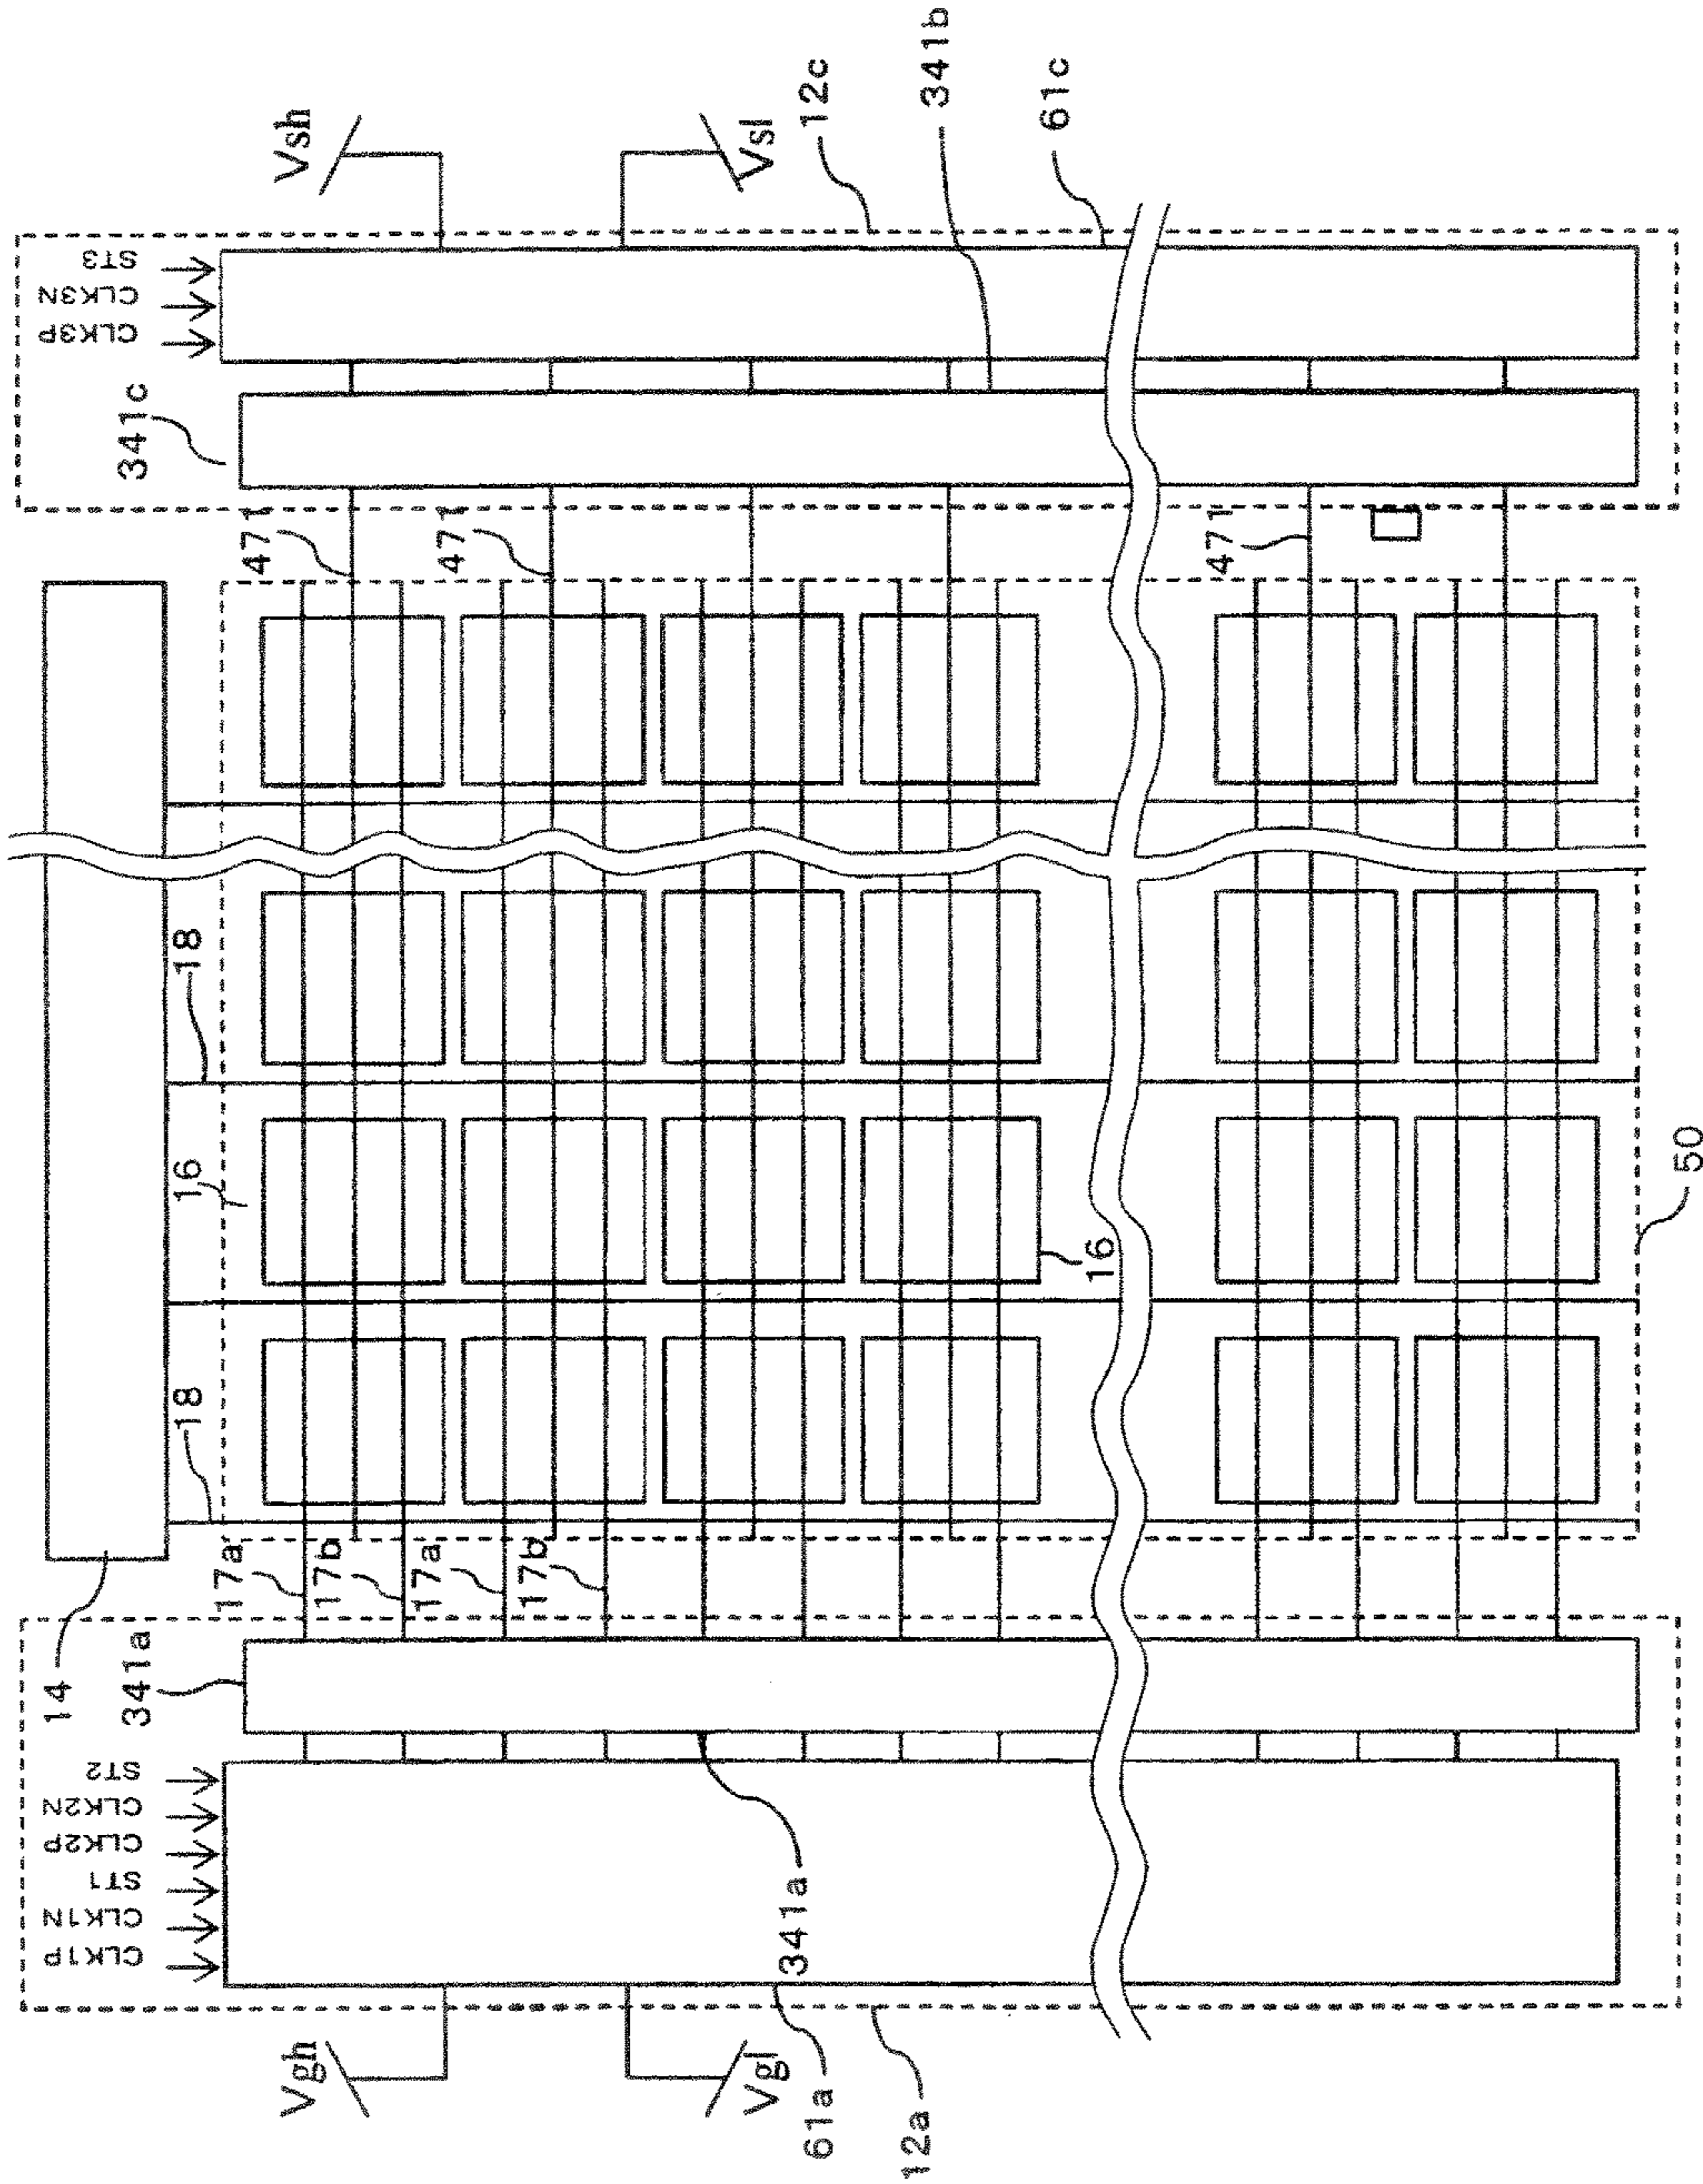 14
CLK1P
CLK1N
ST1
CLK2P
CLK2N
ST2
CLK3P
CLK3N
ST3
341a
341c
18
16
18
17a
471
Vgh
Vsh
17b
17a
471
17b
Vgl
Vsl
341a
61a
12c
12a
341b
61c
16
471
50